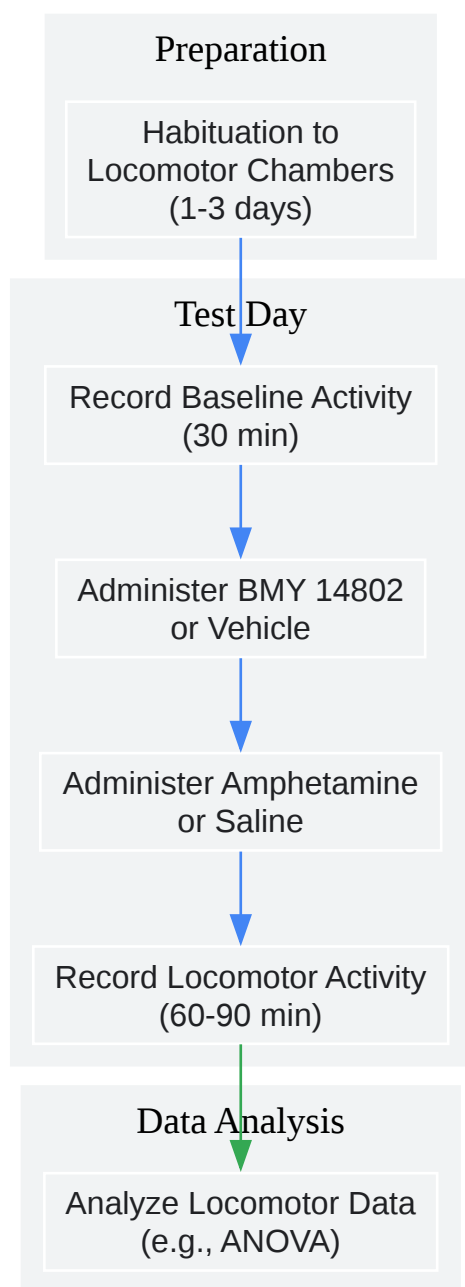 Preparation
Habituation to
Locomotor Chambers
(1-3 days)
Test Day
Record Baseline Activity
(30 min)
Administer BMY 14802
or Vehicle
Administer Amphetamine
or Saline
Record Locomotor Activity
(60-90 min)
Data Analysis
Analyze Locomotor Data
(e.g., ANOVA)